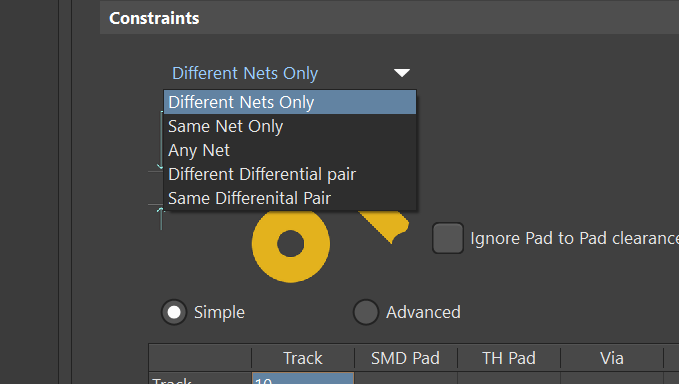 Constraints
Different Nets Only
Different Nets Only
Same Net Only
Any Net
Different Differential pair
Same Differenital Pair
Ignore Pad to Pad clearance
Simple
Advanced
Track
SMD Pad
TH Pad
Via
Track
10